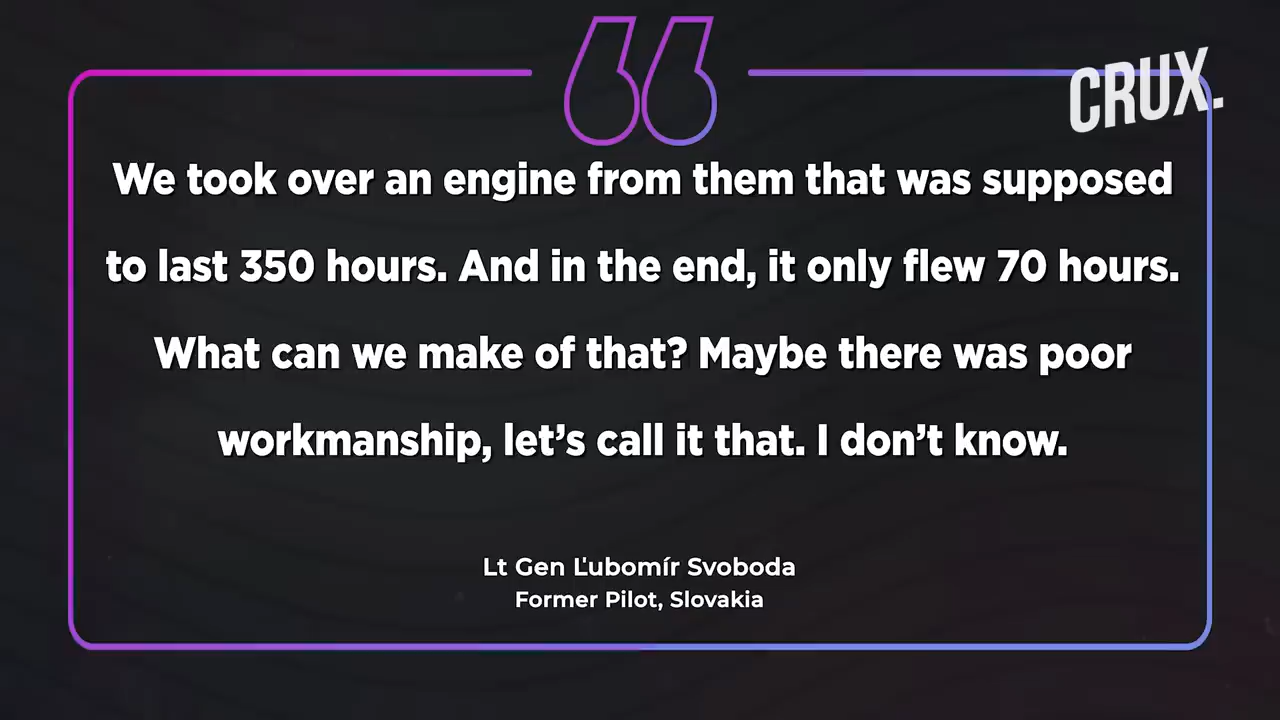 CRUX.
We took over an engine from them that was supposed
to last 350 hours. And in the end, it only flew 70 hours.
What can we make of that? Maybe there was poor
workmanship, let’s call it that. I don’t know.
Lt Gen Ľubomír Svoboda
Former Pilot, Slovakia